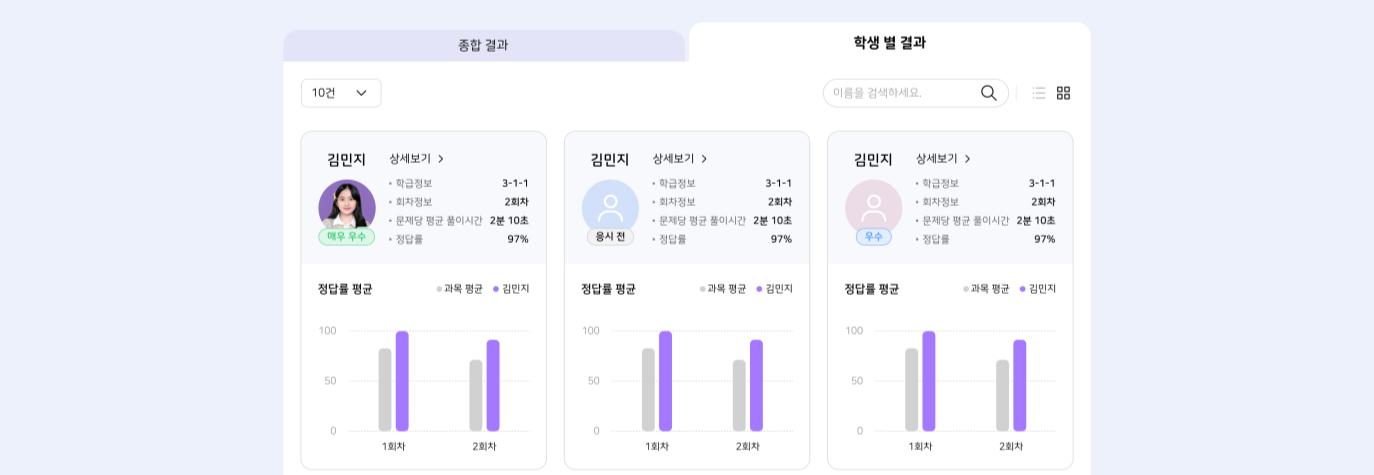 종합 결과
학생 별 결과
10건
이름을 검색하세요.
김민지 상세보기
학급정보 3-1-1
회차정보 2회차
문제당 평균 풀이시간 2분 10초
정답률 97%
매우 우수
정답률 평균
과목 평균 김민지
100
50
0
1회차 2회차
김민지 상세보기
학급정보 3-1-1
회차정보 2회차
문제당 평균 풀이시간 2분 10초
정답률 97%
응시 전
정답률 평균
과목 평균 김민지
100
50
0
1회차 2회차
김민지 상세보기
학급정보 3-1-1
회차정보 2회차
문제당 평균 풀이시간 2분 10초
정답률 97%
우수
정답률 평균
과목 평균 김민지
100
50
0
1회차 2회차